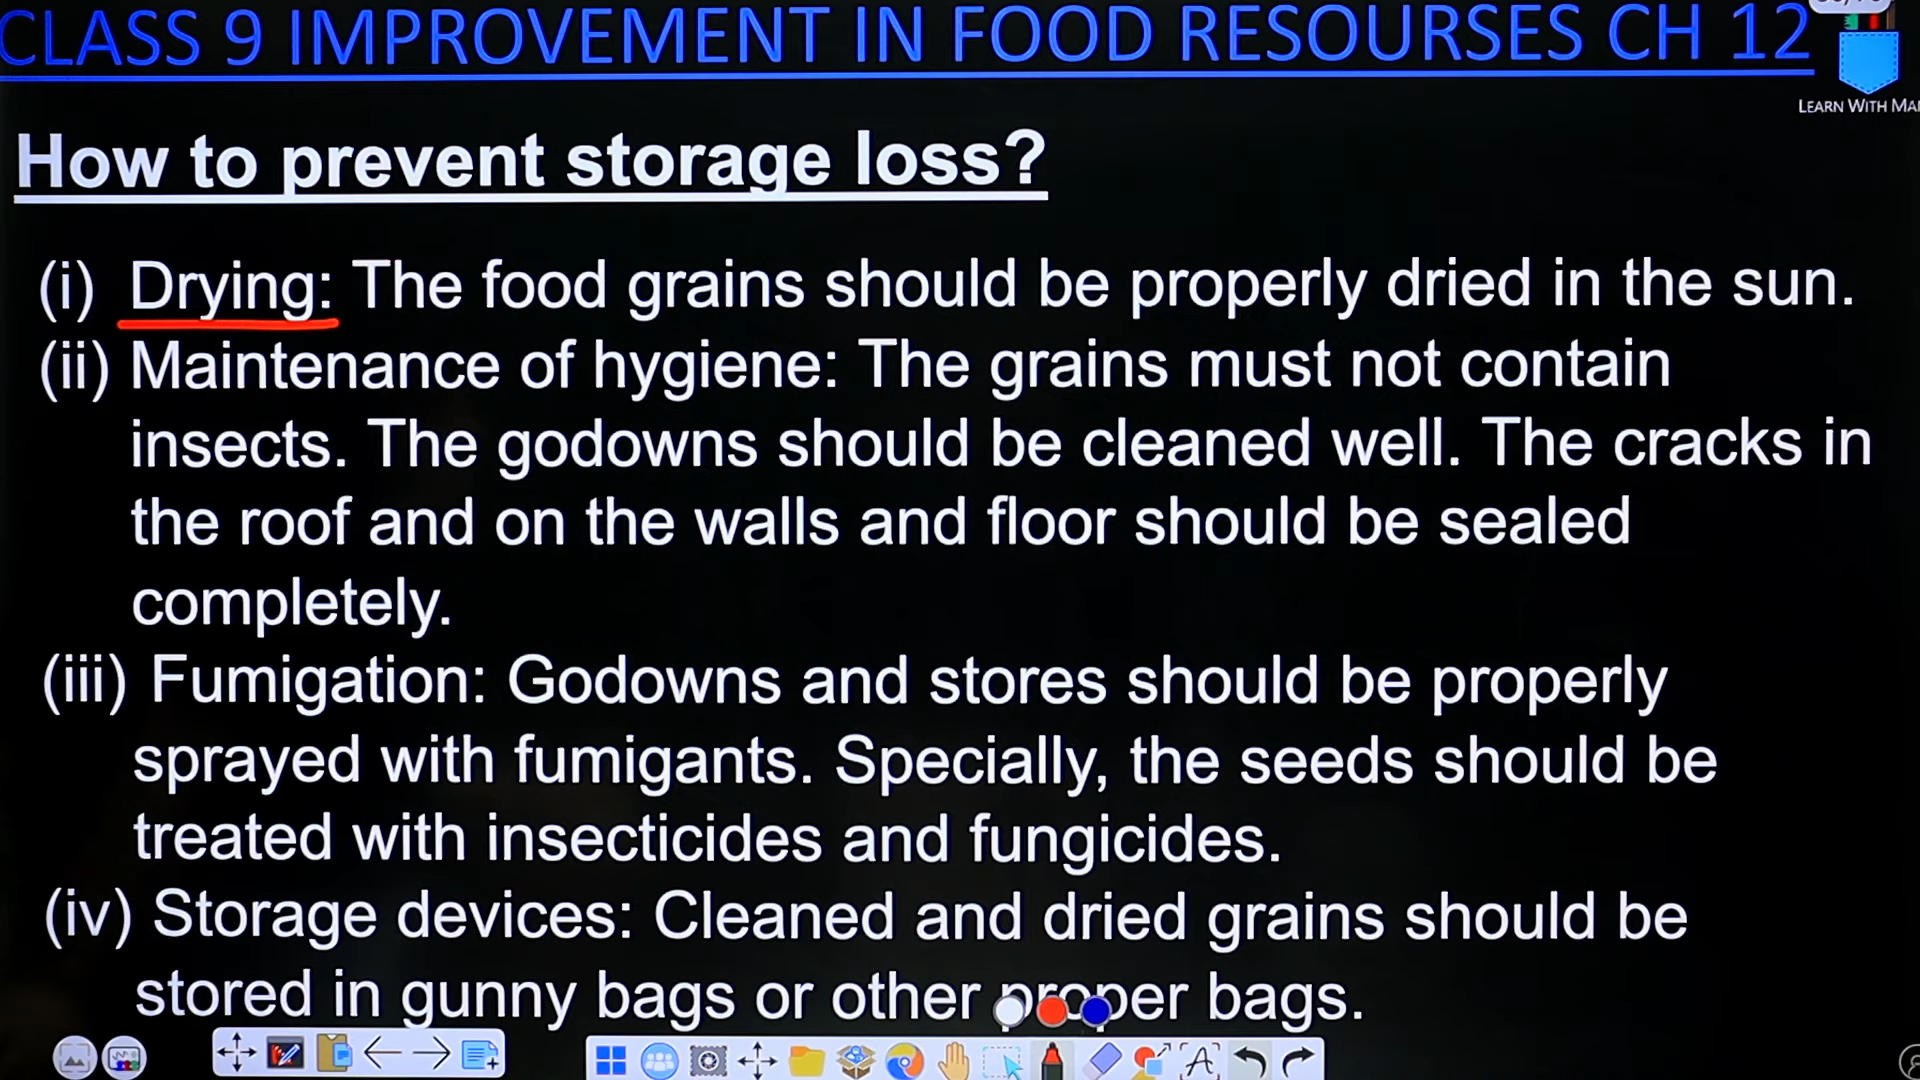 CLASS 9 IMPROVEMENT IN FOOD RESOURSES CH 12
LEARN WITH
How to prevent storage loss?
(i) Drying: The food grains should be properly dried in the sun.
(ii) Maintenance of hygiene: The grains must not contain
insects. The godowns should be cleaned well. The cracks in
the roof and on the walls and floor should be sealed
completely.
(iii) Fumigation: Godowns and stores should be properly
sprayed with fumigants. Specially, the seeds should be
treated with insecticides and fungicides.
(iv) Storage devices: Cleaned and dried grains should be
stored in gunny bags or other proper bags.